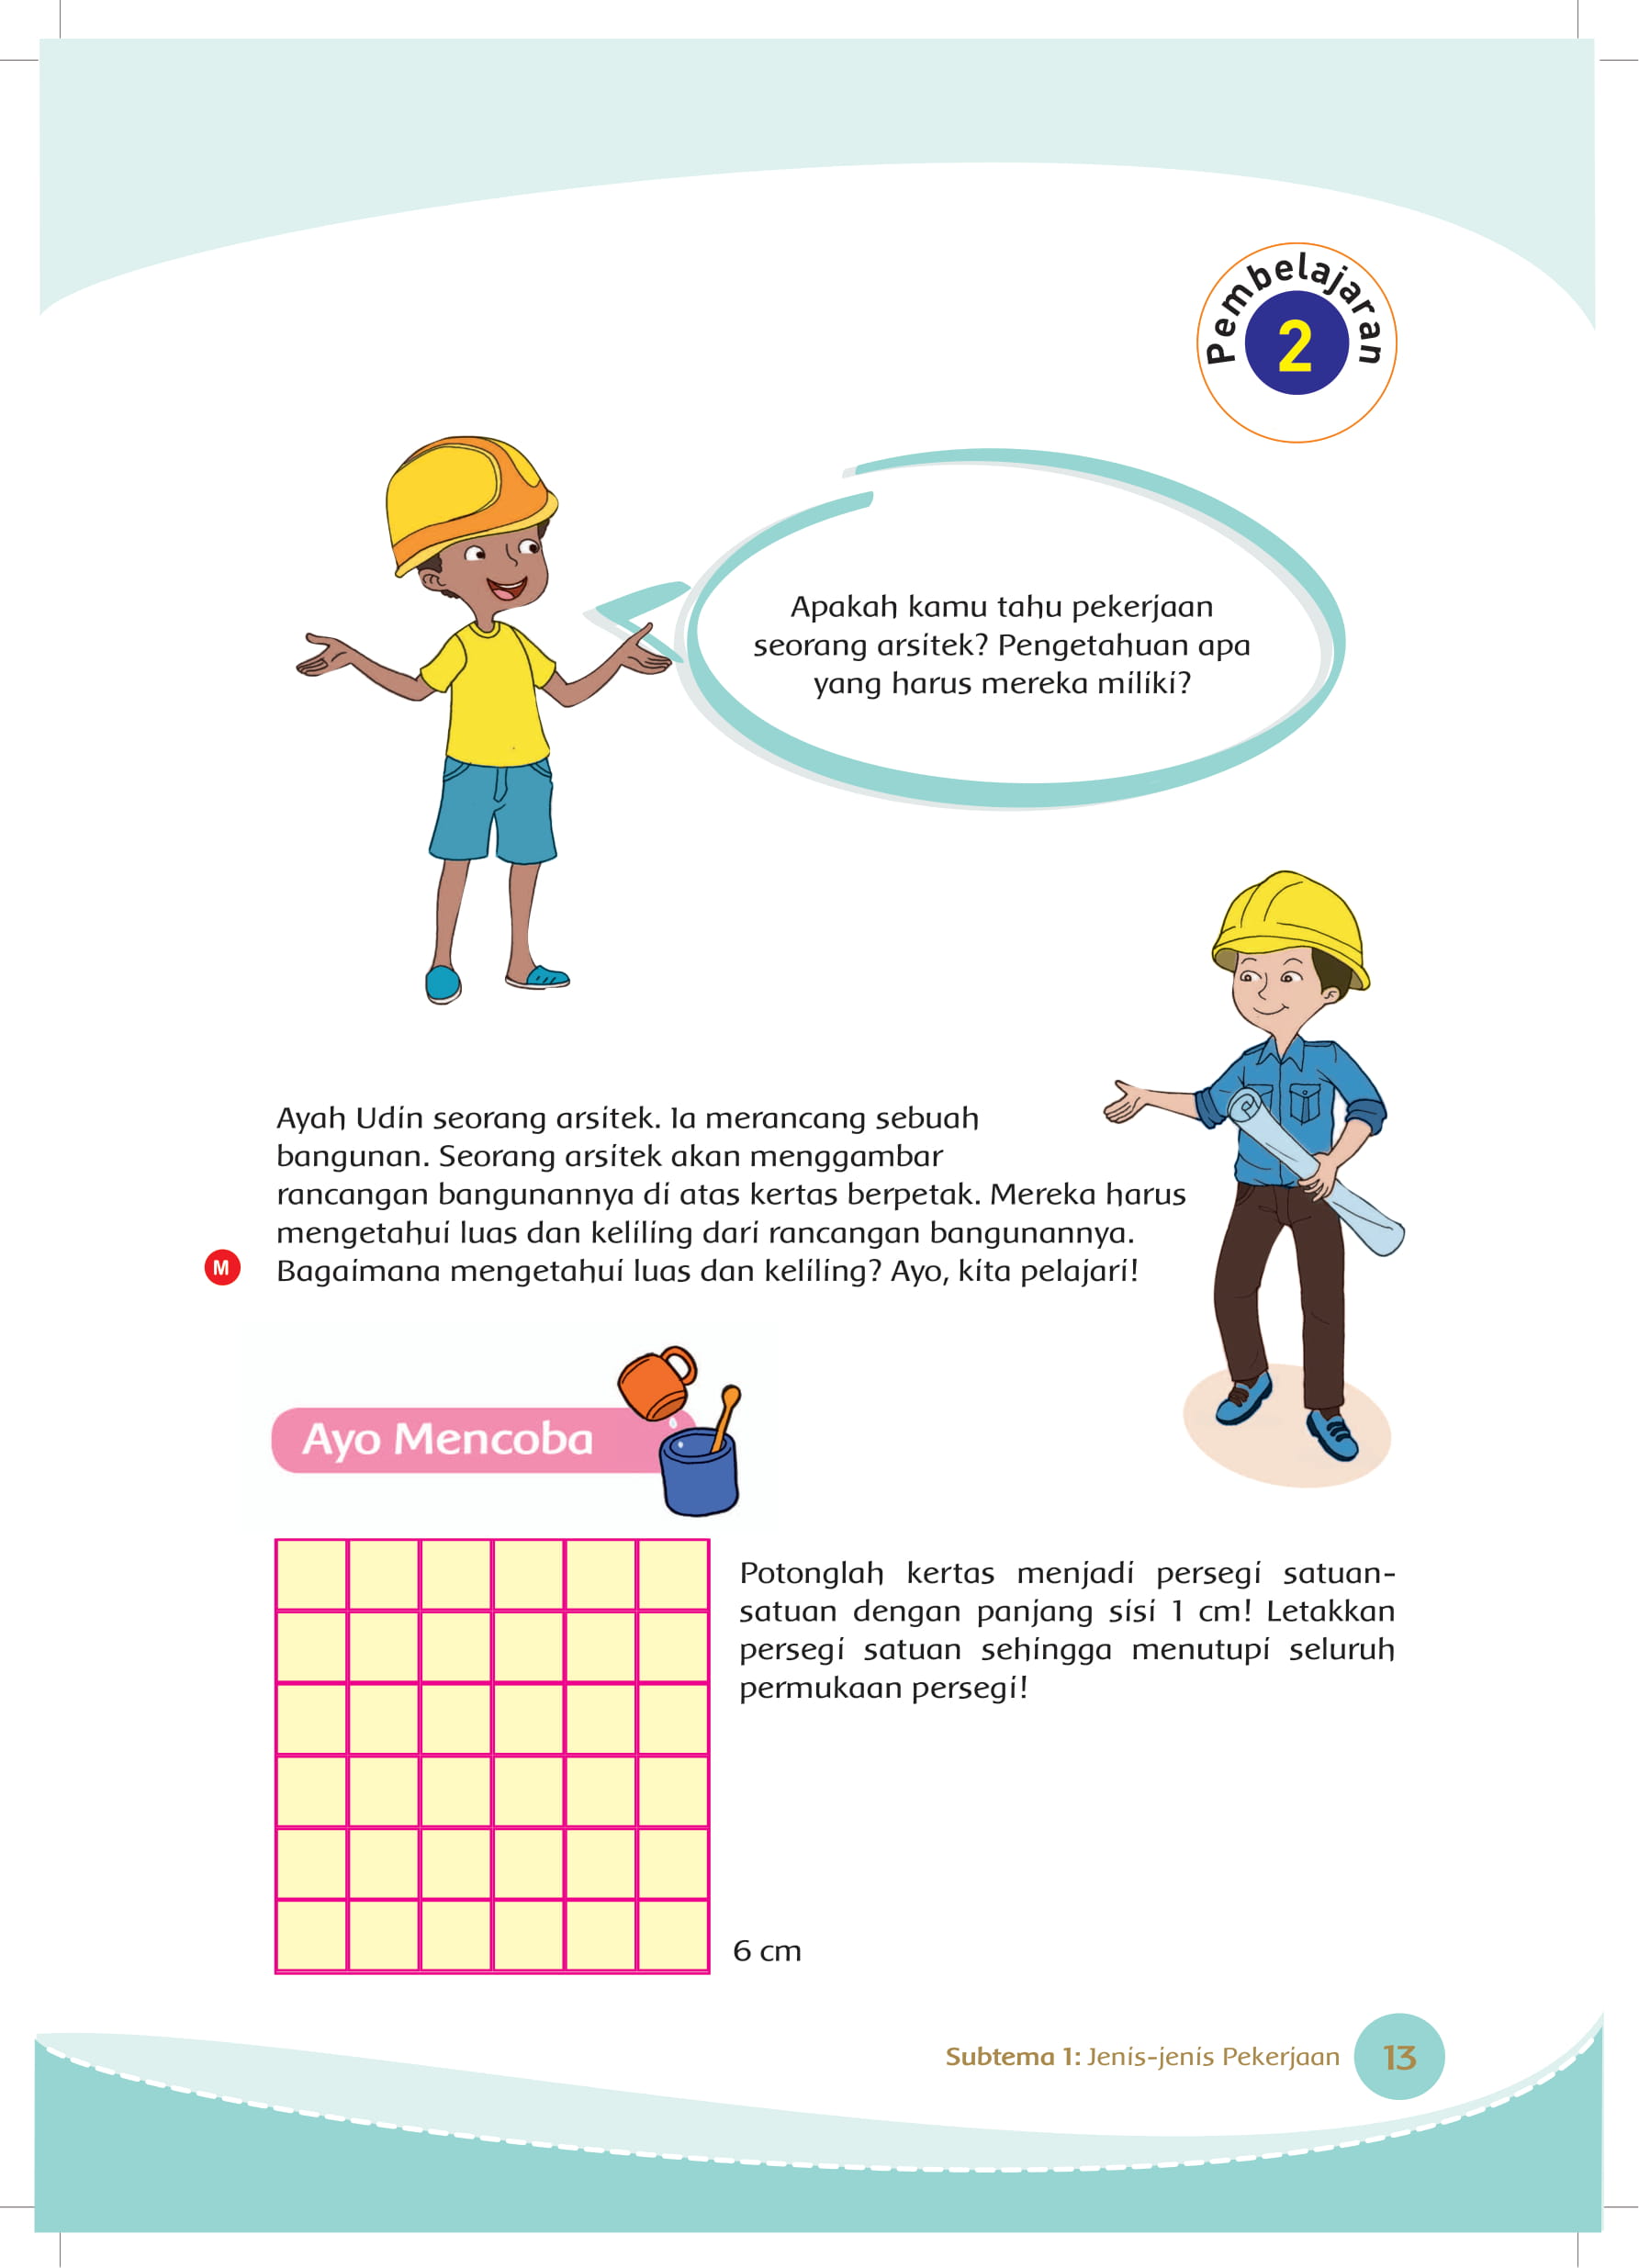 Pembelajaran
2
Apakah kamu tahu pekerjaan
seorang arsitek? Pengetahuan apa
yang harus mereka miliki?
Ayah Udin seorang arsitek. Ia merancang sebuah
bangunan. Seorang arsitek akan menggambar
rancangan bangunannya di atas kertas berpetak. Mereka harus
mengetahui luas dan keliling dari rancangan bangunannya.
M
Bagaimana mengetahui luas dan keliling? Ayo, kita pelajari!
Ayo Mencoba
Potonglah kertas menjadi persegi satuan-
satuan dengan panjang sisi 1 cm! Letakkan
persegi satuan sehingga menutupi seluruh
permukaan persegi!
6 cm
Subtema 1: Jenis-jenis Pekerjaan
13